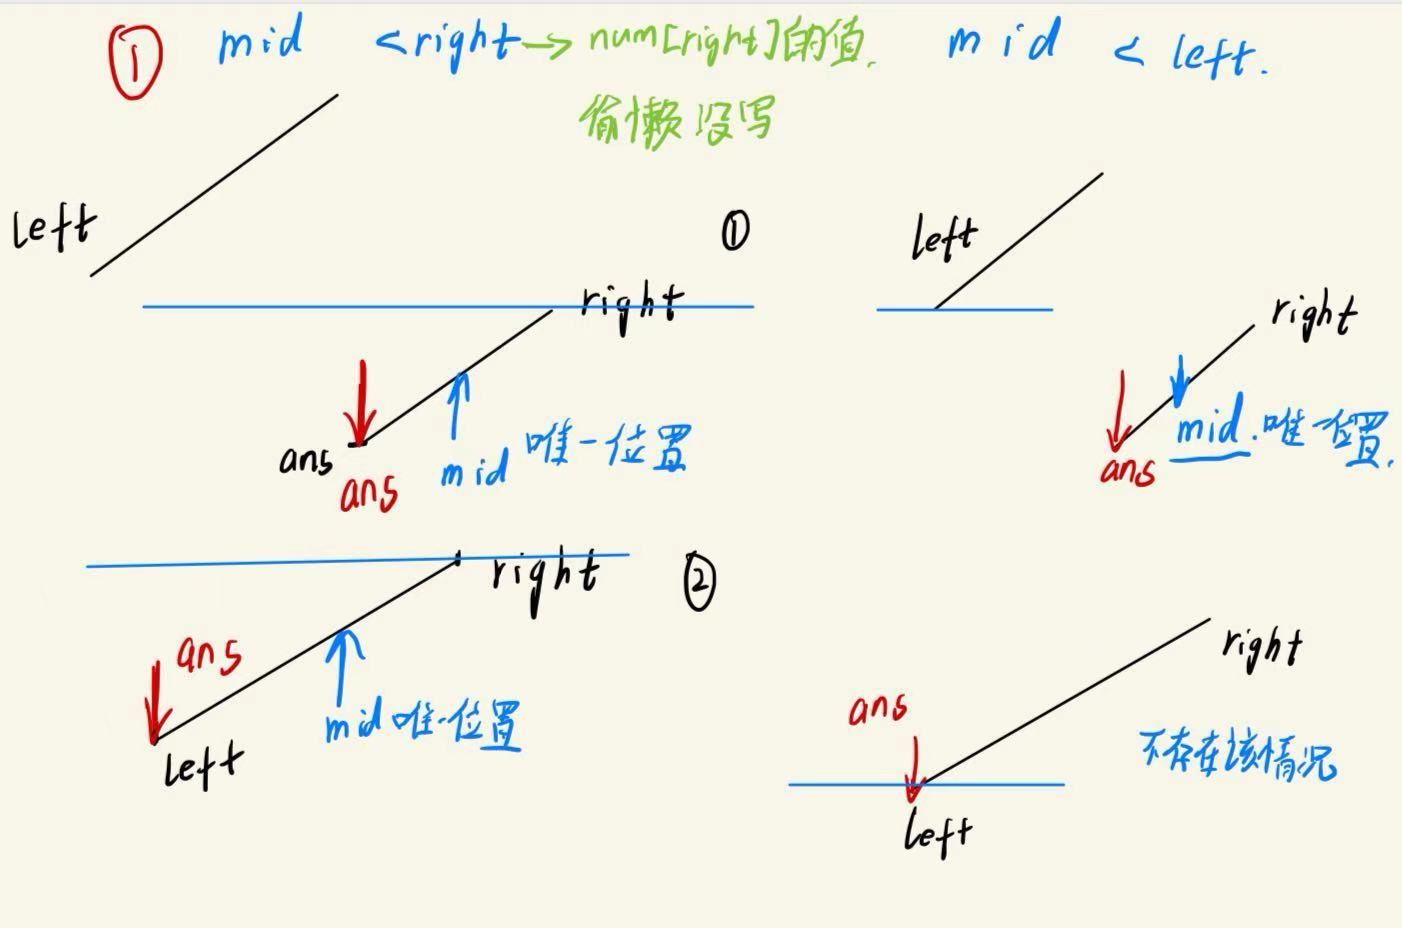 ① mid <right→ num[right]的值. mid < left.
偷懒没写
left
①
left
right
right
ans
mid 唯一位置
ans
mid.唯一位置.
ans
right
②
ans
mid唯一位置
left
right
ans
不存在该情况
left